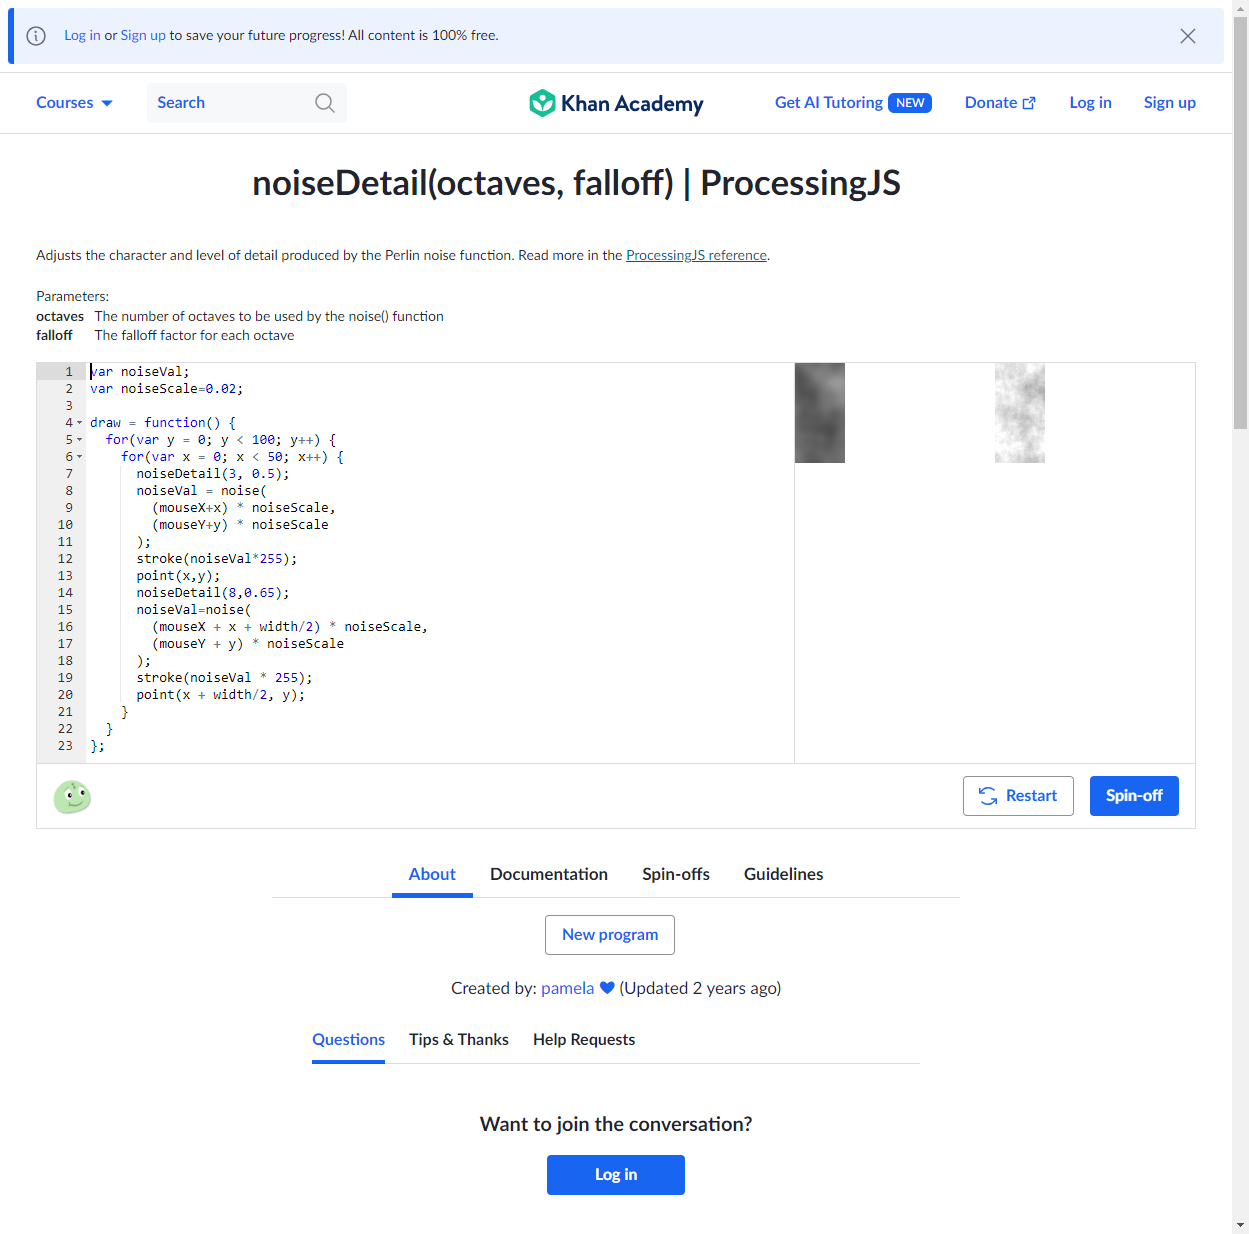 Log in or Sign up to save your future progress! All content is 100% free.
Courses
Search
Khan Academy
Get AI Tutoring NEW
Donate
Log in
Sign up
noiseDetail(octaves, falloff) | ProcessingJS
Adjusts the character and level of detail produced by the Perlin noise function. Read more in the ProcessingJS reference.
Parameters:
octaves The number of octaves to be used by the noise() function
falloff The falloff factor for each octave
1 var noiseVal;
2 var noiseScale=0.02;
3
4 draw = function() {
5 for(var y = 0; y < 100; y++) {
6 for(var x = 0; x < 50; x++) {
7 noiseDetail(3, 0.5);
8 noiseVal = noise(
9 (mouseX+x) * noiseScale,
10 (mouseY+y) * noiseScale
11 );
12 stroke(noiseVal*255);
13 point(x,y);
14 noiseDetail(8,0.65);
15 noiseVal=noise(
16 (mouseX + x + width/2) * noiseScale,
17 (mouseY + y) * noiseScale
18 );
19 stroke(noiseVal * 255);
20 point(x + width/2, y);
21 }
22 }
23 };
Restart
Spin-off
About
Documentation
Spin-offs
Guidelines
New program
Created by: pamela (Updated 2 years ago)
Questions
Tips & Thanks
Help Requests
Want to join the conversation?
Log in